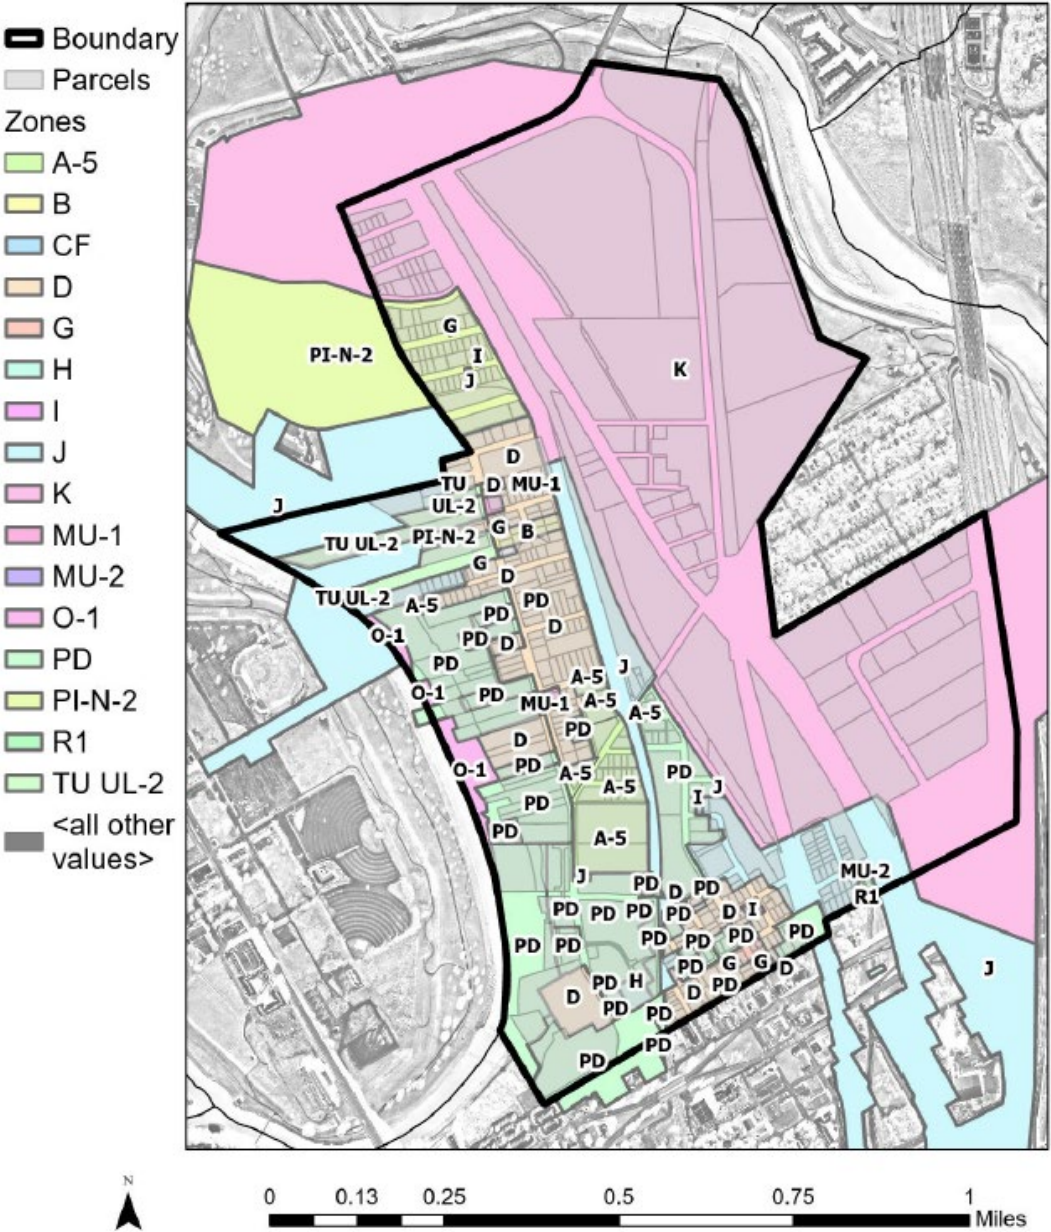 Boundary
Parcels
Zones
A-5
B
CF
D
G
H
I
J
K
MU-1
MU-2
O-1
PD
PI-N-2
R1
TU UL-2
<all other
values>
G
PI-N-2
I
K
J
D
TU D MU-1
UL-2
J
G B
PI-N-2
TU UL-2
G
D
TU UL-2
A-5
PD
PD
D
O-1
PD
D
PD
J
A-5
O-1
PD
A-5
MU-1
A-5
PD
D
PD
O-1
A-5
PD
A-5
J
I
PD
PD
A-5
MU-2
J
PD
D
PD
R1
PD
PD
PD
PD
D
I
PD
PD
PD
PD
PD
PD
PD
G
G
D
J
PD
PD
H
D
PD
D
PD
PD
PD
PD
N
0 0.13 0.25 0.5 0.75 1
Miles